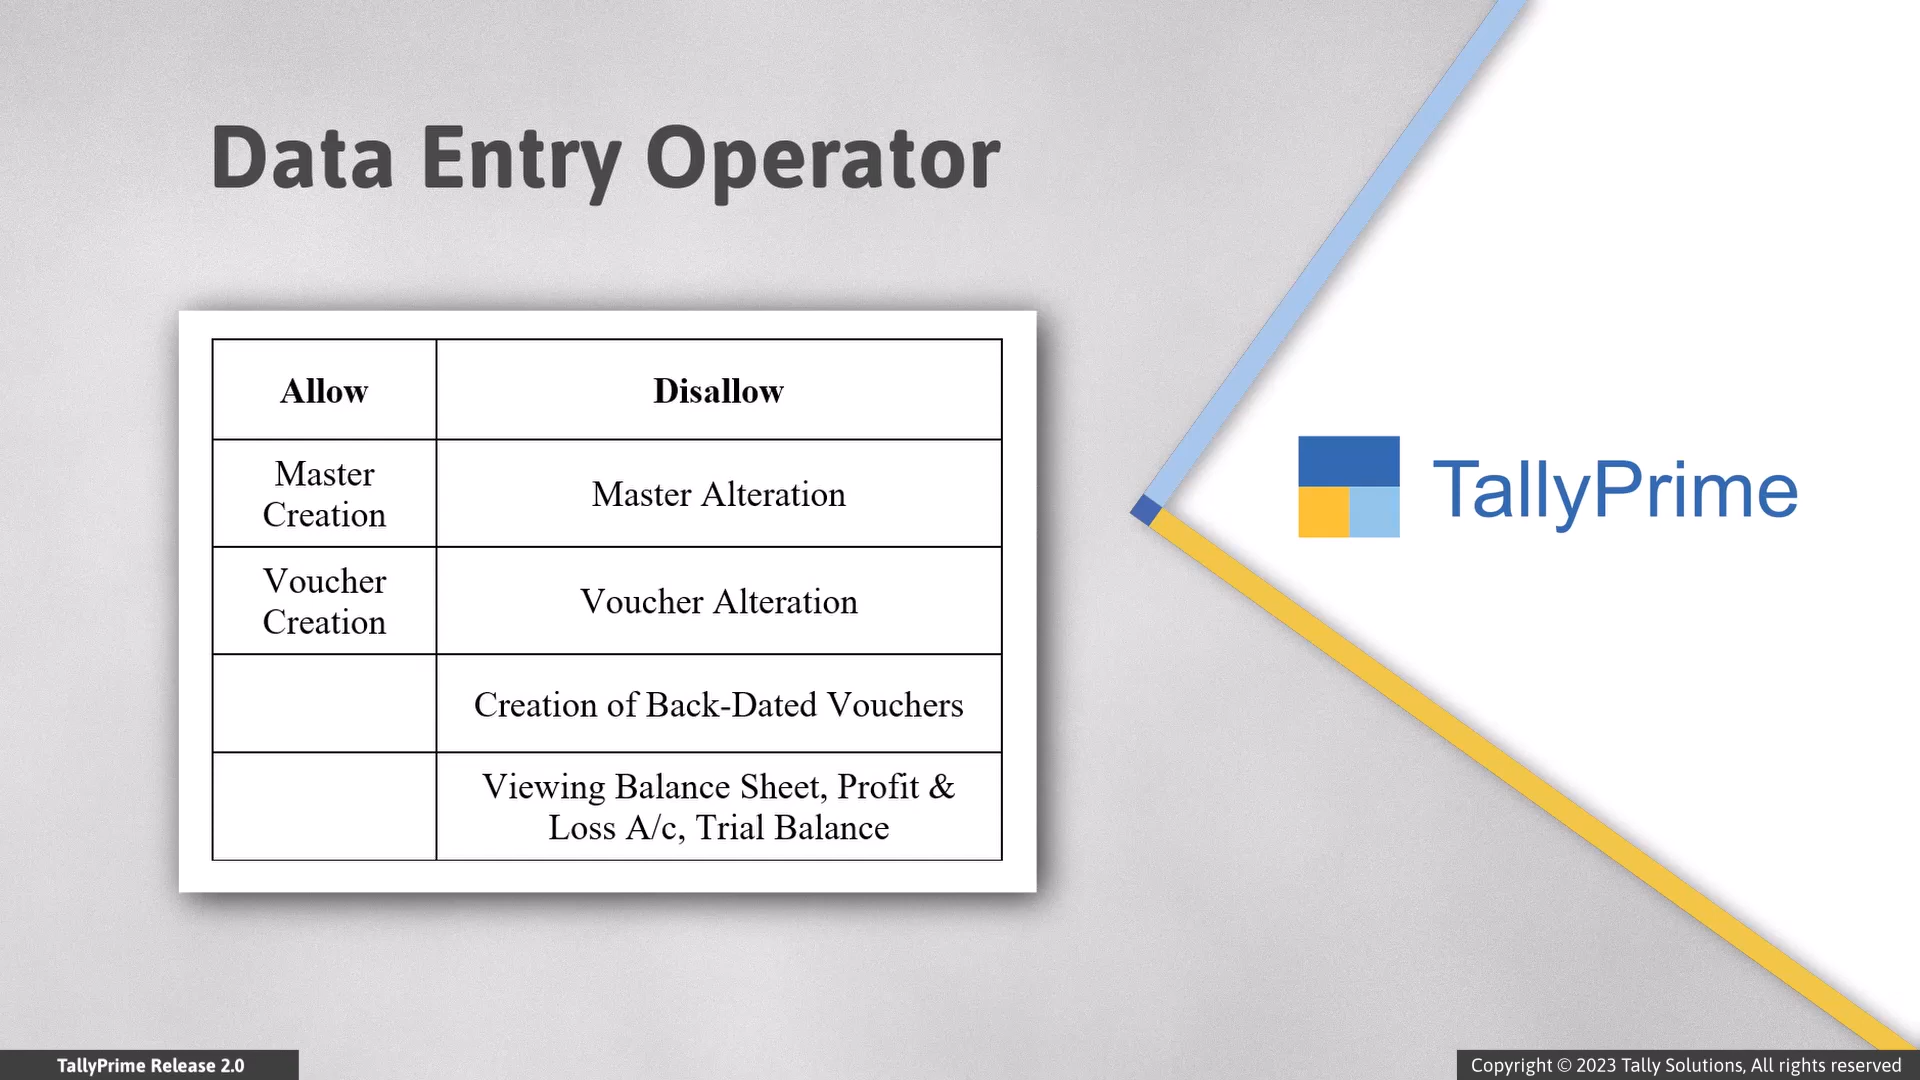 Data Entry Operator
Allow
Disallow
Master
Creation
Master Alteration
Voucher
Creation
Voucher Alteration
Creation of Back-Dated Vouchers
Viewing Balance Sheet, Profit &
Loss A/c, Trial Balance
TallyPrime
TallyPrime Release 2.0
Copyright © 2023 Tally Solutions, All rights reserved